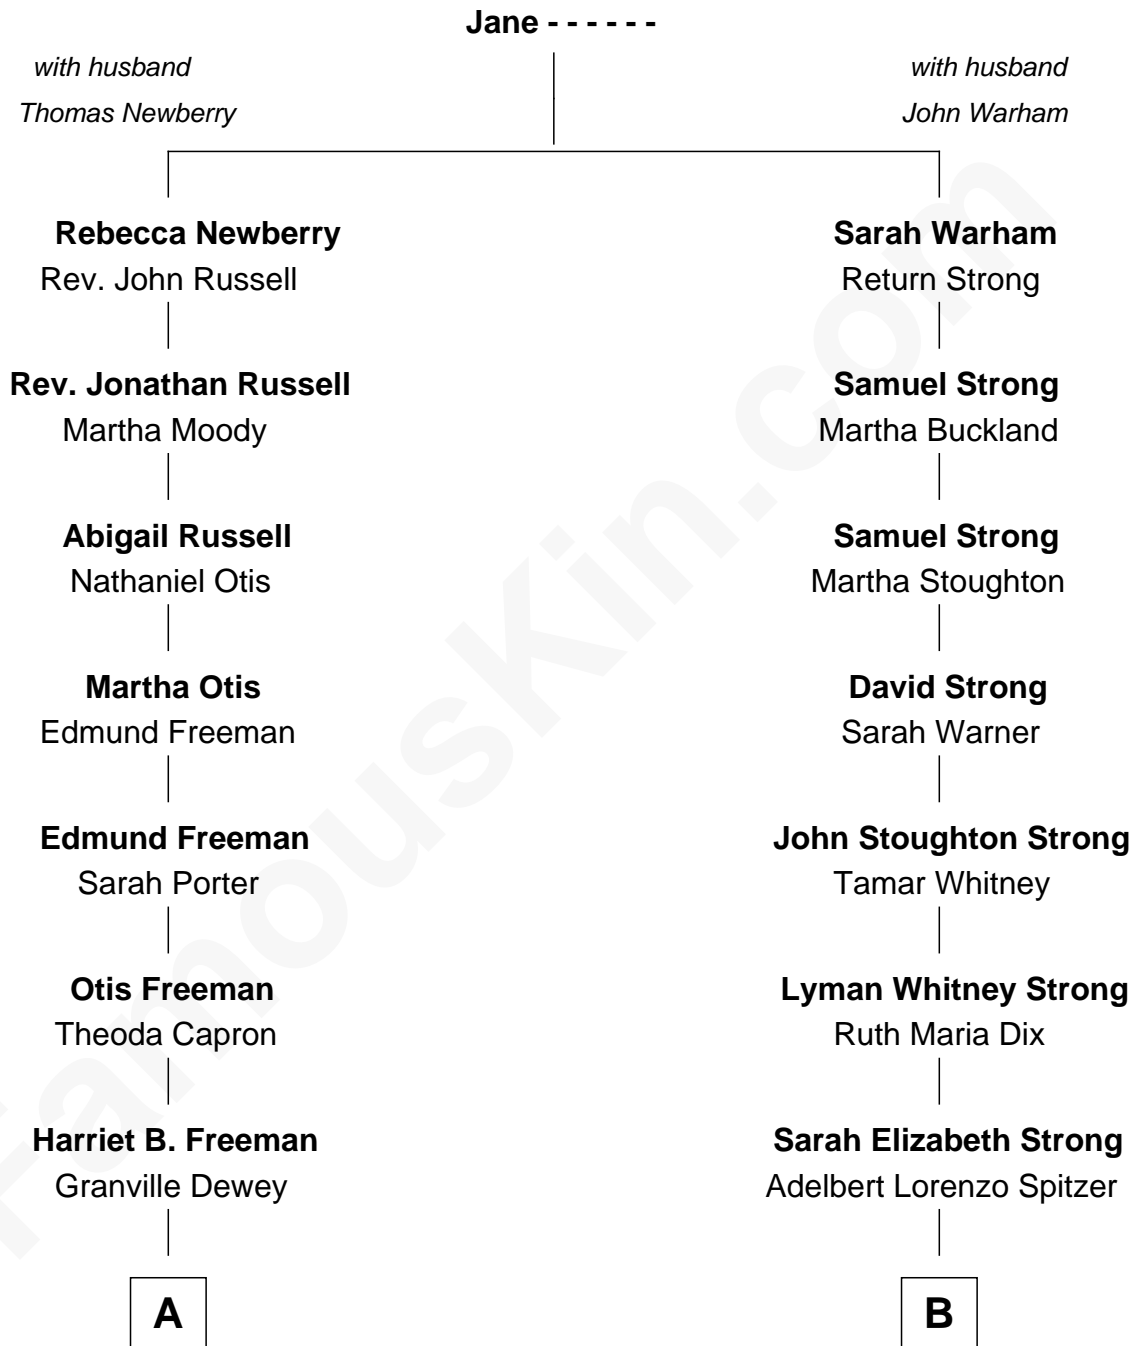 Jane - - - - - -
with husband
Thomas Newberry
with husband
John Warham
Rebecca Newberry
Rev. John Russell
Sarah Warham
Return Strong
Rev. Jonathan Russell
Martha Moody
Samuel Strong
Martha Buckland
Abigail Russell
Nathaniel Otis
Samuel Strong
Martha Stoughton
Martha Otis
Edmund Freeman
David Strong
Sarah Warner
Edmund Freeman
Sarah Porter
John Stoughton Strong
Tamar Whitney
Otis Freeman
Theoda Capron
Lyman Whitney Strong
Ruth Maria Dix
Harriet B. Freeman
Granville Dewey
Sarah Elizabeth Strong
Adelbert Lorenzo Spitzer
A
B
FamousKin.com